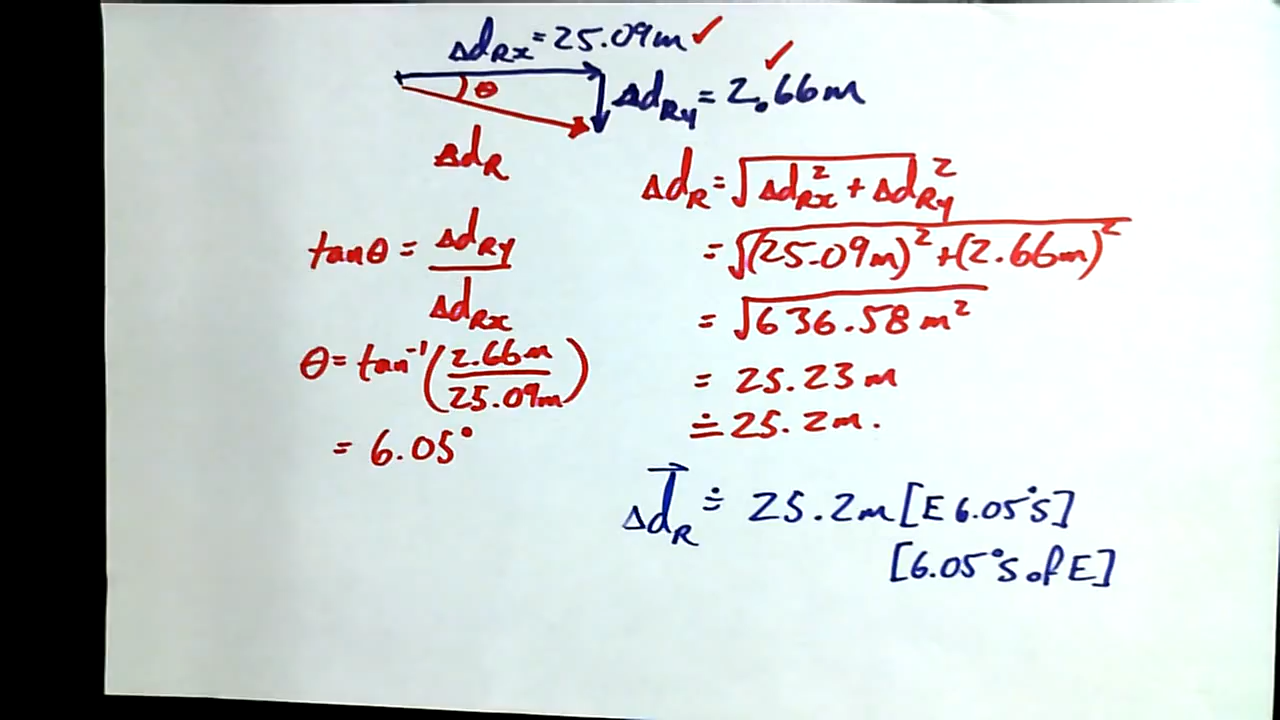 Δd_Rx = 25.09m ✓
θ
Δd_Ry = 2.66m ✓
Δd_R
Δd_R = √Δd_Rx² + Δd_Ry²
= √(25.09m)² + (2.66m)²
= √636.58 m²
= 25.23 m
≐ 25.2m.
tanθ = Δd_Ry / Δd_Rx
θ = tan⁻¹(2.66m / 25.09m)
= 6.05°
Δd⃗_R ≐ 25.2m [E 6.05°S]
[6.05°S of E]